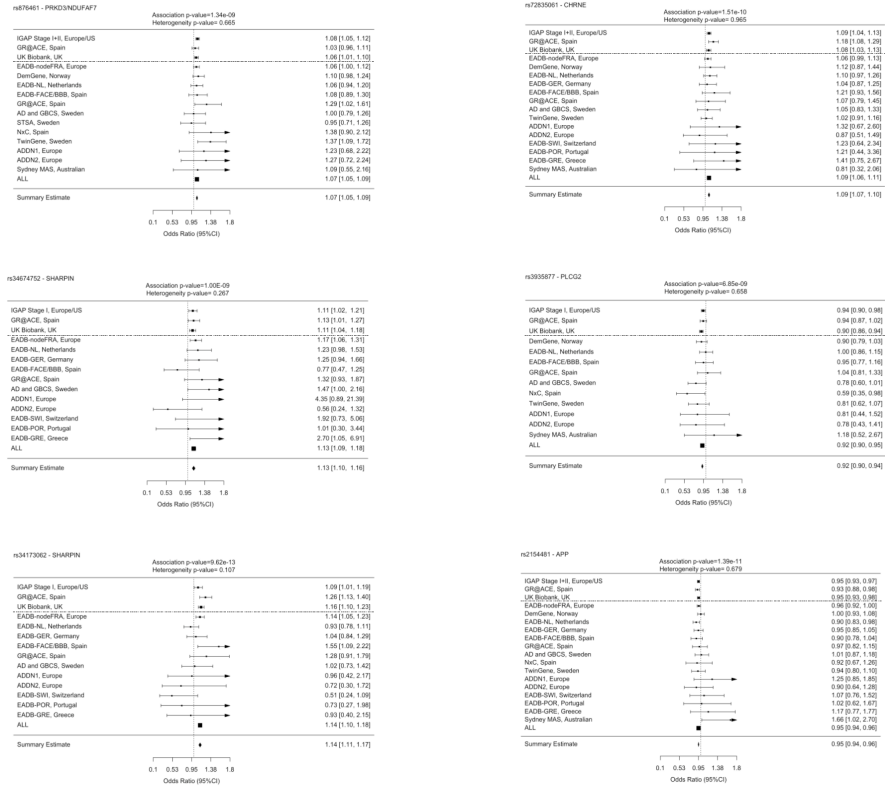 rs876461 - PRKD3/NDUFAF7
Association p-value=1.34e-09
Heterogeneity p-value= 0.665
IGAP Stage I+II, Europe/US 1.08 [1.05, 1.12]
GR@ACE, Spain 1.03 [0.96, 1.11]
UK Biobank, UK 1.06 [1.01, 1.10]
EADB-nodeFRA, Europe 1.06 [1.00, 1.12]
DemGene, Norway 1.10 [0.98, 1.24]
EADB-NL, Netherlands 1.06 [0.94, 1.20]
EADB-FACE/BBB, Spain 1.08 [0.89, 1.30]
GR@ACE, Spain 1.29 [1.02, 1.61]
AD and GBCS, Sweden 1.00 [0.79, 1.26]
STSA, Sweden 0.95 [0.71, 1.26]
NxC, Spain 1.38 [0.90, 2.12]
TwinGene, Sweden 1.37 [1.09, 1.72]
ADDN1, Europe 1.23 [0.68, 2.22]
ADDN2, Europe 1.27 [0.72, 2.24]
Sydney MAS, Australian 1.09 [0.55, 2.16]
ALL 1.07 [1.05, 1.09]
Summary Estimate 1.07 [1.05, 1.09]
0.1 0.53 0.95 1.38 1.8
Odds Ratio (95%CI)
rs72835061 - CHRNE
Association p-value=1.51e-10
Heterogeneity p-value= 0.965
IGAP Stage I+II, Europe/US 1.09 [1.04, 1.13]
GR@ACE, Spain 1.18 [1.08, 1.29]
UK Biobank, UK 1.08 [1.03, 1.13]
EADB-nodeFRA, Europe 1.06 [0.99, 1.13]
DemGene, Norway 1.12 [0.87, 1.44]
EADB-NL, Netherlands 1.10 [0.97, 1.26]
EADB-GER, Germany 1.04 [0.87, 1.25]
EADB-FACE/BBB, Spain 1.21 [0.93, 1.56]
GR@ACE, Spain 1.07 [0.79, 1.45]
AD and GBCS, Sweden 1.05 [0.83, 1.33]
TwinGene, Sweden 1.02 [0.91, 1.16]
ADDN1, Europe 1.32 [0.67, 2.60]
ADDN2, Europe 0.87 [0.51, 1.49]
EADB-SWI, Switzerland 1.23 [0.64, 2.34]
EADB-POR, Portugal 1.21 [0.44, 3.36]
EADB-GRE, Greece 1.41 [0.75, 2.67]
Sydney MAS, Australian 0.81 [0.32, 2.06]
ALL 1.09 [1.06, 1.11]
Summary Estimate 1.09 [1.07, 1.10]
0.1 0.53 0.95 1.38 1.8
Odds Ratio (95%CI)
rs34674752 - SHARPIN
Association p-value=1.00E-09
Heterogeneity p-value= 0.267
IGAP Stage I, Europe/US 1.11 [1.02, 1.21]
GR@ACE, Spain 1.13 [1.01, 1.27]
UK Biobank, UK 1.11 [1.04, 1.18]
EADB-nodeFRA, Europe 1.17 [1.06, 1.31]
EADB-NL, Netherlands 1.23 [0.98, 1.53]
EADB-GER, Germany 1.25 [0.94, 1.66]
EADB-FACE/BBB, Spain 0.77 [0.47, 1.25]
GR@ACE, Spain 1.32 [0.93, 1.87]
AD and GBCS, Sweden 1.47 [1.00, 2.16]
ADDN1, Europe 4.35 [0.89, 21.39]
ADDN2, Europe 0.56 [0.24, 1.32]
EADB-SWI, Switzerland 1.92 [0.73, 5.06]
EADB-POR, Portugal 1.01 [0.30, 3.44]
EADB-GRE, Greece 2.70 [1.05, 6.91]
ALL 1.13 [1.09, 1.18]
Summary Estimate 1.13 [1.10, 1.16]
0.1 0.53 0.95 1.38 1.8
Odds Ratio (95%CI)
rs3935877 - PLCG2
Association p-value=6.85e-09
Heterogeneity p-value= 0.658
IGAP Stage I, Europe/US 0.94 [0.90, 0.98]
GR@ACE, Spain 0.94 [0.87, 1.02]
UK Biobank, UK 0.90 [0.86, 0.94]
DemGene, Norway 0.90 [0.79, 1.03]
EADB-NL, Netherlands 1.00 [0.86, 1.15]
EADB-FACE/BBB, Spain 0.95 [0.77, 1.16]
GR@ACE, Spain 1.04 [0.81, 1.33]
AD and GBCS, Sweden 0.78 [0.60, 1.01]
NxC, Spain 0.59 [0.35, 0.98]
TwinGene, Sweden 0.81 [0.62, 1.07]
ADDN1, Europe 0.81 [0.44, 1.52]
ADDN2, Europe 0.78 [0.43, 1.41]
Sydney MAS, Australian 1.18 [0.52, 2.67]
ALL 0.92 [0.90, 0.95]
Summary Estimate 0.92 [0.90, 0.94]
0.1 0.53 0.95 1.38 1.8
Odds Ratio (95%CI)
rs34173062 - SHARPIN
Association p-value=9.62e-13
Heterogeneity p-value= 0.107
IGAP Stage I, Europe/US 1.09 [1.01, 1.19]
GR@ACE, Spain 1.26 [1.13, 1.40]
UK Biobank, UK 1.16 [1.10, 1.23]
EADB-nodeFRA, Europe 1.14 [1.05, 1.23]
EADB-NL, Netherlands 0.93 [0.78, 1.11]
EADB-GER, Germany 1.04 [0.84, 1.29]
EADB-FACE/BBB, Spain 1.55 [1.09, 2.22]
GR@ACE, Spain 1.28 [0.91, 1.79]
AD and GBCS, Sweden 1.02 [0.73, 1.42]
ADDN1, Europe 0.96 [0.42, 2.17]
ADDN2, Europe 0.72 [0.30, 1.72]
EADB-SWI, Switzerland 0.51 [0.24, 1.09]
EADB-POR, Portugal 0.73 [0.27, 1.98]
EADB-GRE, Greece 0.93 [0.40, 2.15]
ALL 1.14 [1.10, 1.18]
Summary Estimate 1.14 [1.11, 1.17]
0.1 0.53 0.95 1.38 1.8
Odds Ratio (95%CI)
rs2154481 - APP
Association p-value=1.39e-11
Heterogeneity p-value= 0.679
IGAP Stage I+II, Europe/US 0.95 [0.93, 0.97]
GR@ACE, Spain 0.93 [0.88, 0.98]
UK Biobank, UK 0.95 [0.93, 0.98]
EADB-nodeFRA, Europe 0.96 [0.92, 1.00]
DemGene, Norway 1.00 [0.93, 1.08]
EADB-NL, Netherlands 0.90 [0.83, 0.98]
EADB-GER, Germany 0.95 [0.85, 1.05]
EADB-FACE/BBB, Spain 0.90 [0.78, 1.04]
GR@ACE, Spain 0.97 [0.82, 1.15]
AD and GBCS, Sweden 1.01 [0.87, 1.18]
NxC, Spain 0.92 [0.67, 1.26]
TwinGene, Sweden 0.94 [0.80, 1.10]
ADDN1, Europe 1.25 [0.85, 1.85]
ADDN2, Europe 0.90 [0.64, 1.28]
EADB-SWI, Switzerland 1.07 [0.76, 1.52]
EADB-POR, Portugal 1.02 [0.62, 1.67]
EADB-GRE, Greece 1.17 [0.77, 1.77]
Sydney MAS, Australian 1.66 [1.02, 2.70]
ALL 0.95 [0.94, 0.96]
Summary Estimate 0.95 [0.94, 0.96]
0.1 0.53 0.95 1.38 1.8
Odds Ratio (95%CI)